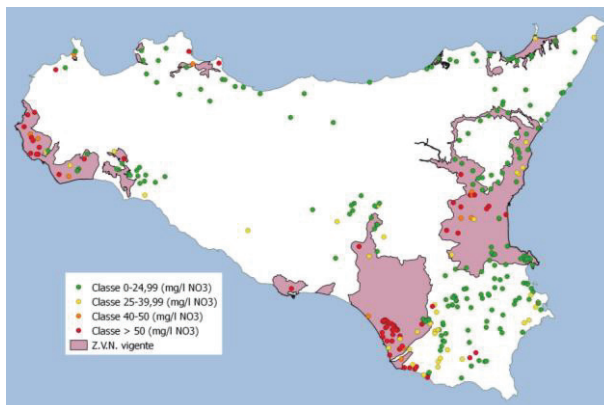 Classe 0-24,99 (mg/l NO3)
Classe 25-39,99 (mg/l NO3)
Classe 40-50 (mg/l NO3)
Classe > 50 (mg/l NO3)
Z.V.N. vigente